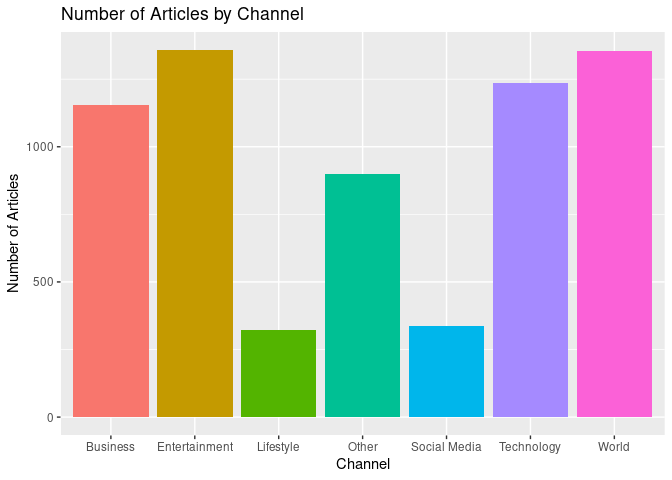 Number of Articles by Channel
Number of Articles
1000
500
0
Business Entertainment Lifestyle Other Social Media Technology World
Channel